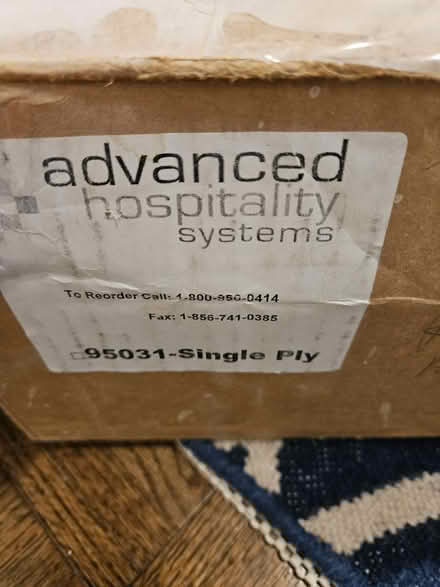 advanced
hospitality
systems
To Reorder Call: 1-800-956-0414
Fax: 1-856-741-0385
95031-Single Ply